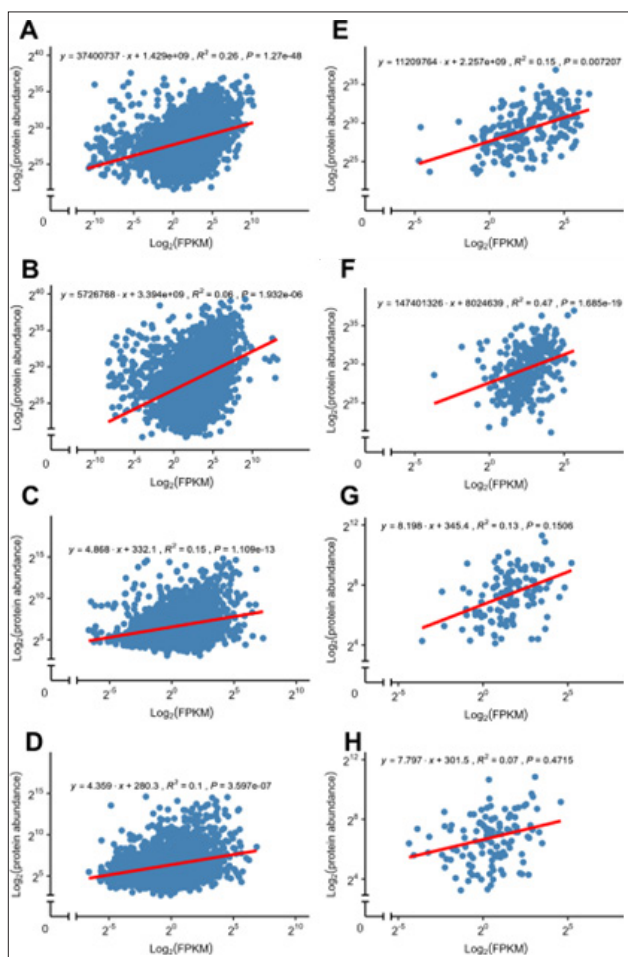 A
y = 37400737 · x + 1.429e+09 , R² = 0.26 , P = 1.27e-48
Log₂(protein abundance)
2⁴⁰
2³⁵
2³⁰
2²⁵
0
2⁻¹⁰
2⁻⁵
2⁰
2⁵
2¹⁰
Log₂(FPKM)
E
y = 11209764 · x + 2.257e+09 , R² = 0.15 , P = 0.007207
Log₂(protein abundance)
2³⁵
2³⁰
2²⁵
0
2⁻⁵
2⁰
2⁵
Log₂(FPKM)
B
y = 5726768 · x + 3.394e+09 , R² = 0.06 , P = 1.932e-06
Log₂(protein abundance)
2⁴⁰
2³⁵
2³⁰
2²⁵
0
2⁻¹⁰
2⁻⁵
2⁰
2⁵
2¹⁰
Log₂(FPKM)
F
y = 147401326 · x + 8024639 , R² = 0.47 , P = 1.685e-19
Log₂(protein abundance)
2³⁵
2³⁰
2²⁵
0
2⁻⁵
2⁰
2⁵
Log₂(FPKM)
C
y = 4.868 · x + 332.1 , R² = 0.15 , P = 1.109e-13
Log₂(protein abundance)
2¹⁵
2¹⁰
2⁵
0
2⁻⁵
2⁰
2⁵
2¹⁰
Log₂(FPKM)
G
y = 8.198 · x + 345.4 , R² = 0.13 , P = 0.1506
Log₂(protein abundance)
2¹²
2⁸
2⁴
0
2⁻⁵
2⁰
2⁵
Log₂(FPKM)
D
y = 4.359 · x + 280.3 , R² = 0.1 , P = 3.597e-07
Log₂(protein abundance)
2¹⁵
2¹⁰
2⁵
0
2⁻⁵
2⁰
2⁵
2¹⁰
Log₂(FPKM)
H
y = 7.797 · x + 301.5 , R² = 0.07 , P = 0.4715
Log₂(protein abundance)
2¹²
2⁸
2⁴
0
2⁻⁵
2⁰
2⁵
Log₂(FPKM)